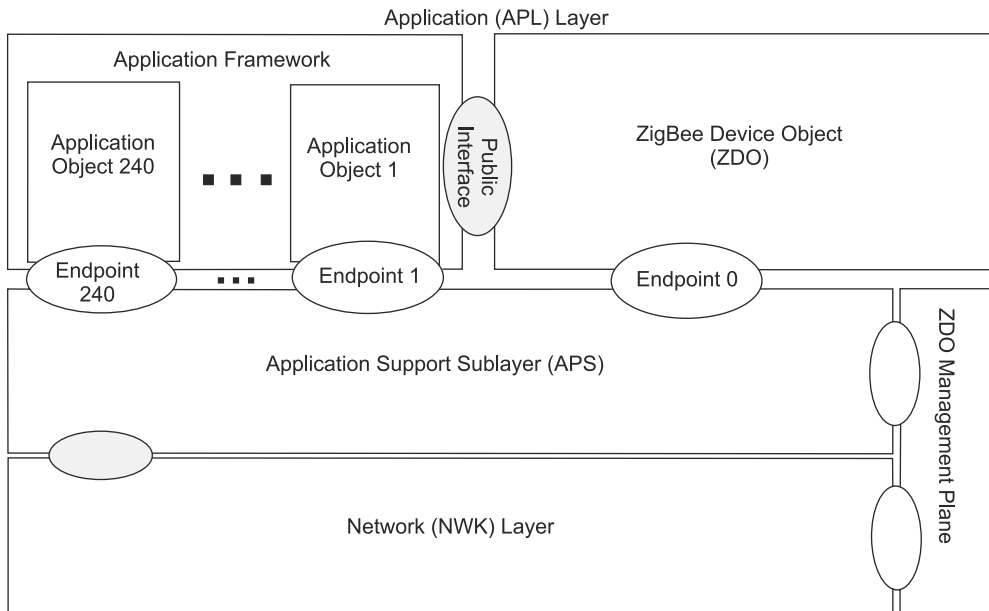 Application (APL) Layer
Application Framework
Application
Object 240
Application
Object 1
Public
Interface
ZigBee Device Object
(ZDO)
Endpoint
240
Endpoint 1
Endpoint 0
Application Support Sublayer (APS)
ZDO Management Plane
Network (NWK) Layer